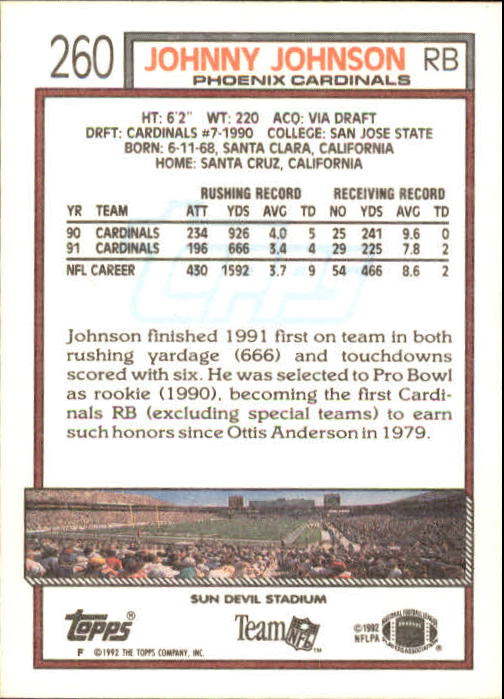 260 JOHNNY JOHNSON RB
PHOENIX CARDINALS
HT: 6'2" WT: 220 ACQ: VIA DRAFT
DRFT: CARDINALS #7-1990 COLLEGE: SAN JOSE STATE
BORN: 6-11-68, SANTA CLARA, CALIFORNIA
HOME: SANTA CRUZ, CALIFORNIA
RUSHING RECORD RECEIVING RECORD
YR TEAM ATT YDS AVG TD NO YDS AVG TD
90 CARDINALS 234 926 4.0 5 25 241 9.6 0
91 CARDINALS 196 666 3.4 4 29 225 7.8 2
NFL CAREER 430 1592 3.7 9 54 466 8.6 2
Johnson finished 1991 first on team in both
rushing yardage (666) and touchdowns
scored with six. He was selected to Pro Bowl
as rookie (1990), becoming the first Cardi-
nals RB (excluding special teams) to earn
such honors since Ottis Anderson in 1979.
SUN DEVIL STADIUM
Topps® Team NFL™ ©1992 NFLPA
F ©1992 THE TOPPS COMPANY, INC.